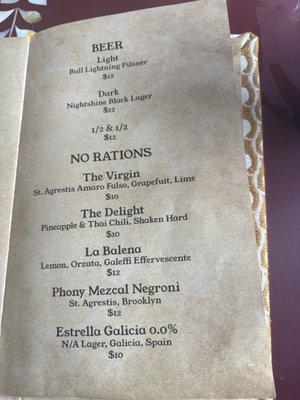 BEER
Light
Ball Lightning Pilsner
$12
Dark
Nightshine Black Lager
$12
1/2 & 1/2
$12
NO RATIONS
The Virgin
St. Agrestis Amaro Falso, Grapefuit, Lime
$10
The Delight
Pineapple & Thai Chili, Shaken Hard
$10
La Balena
Lemon, Orzata, Galeffi Effervescente
$12
Phony Mezcal Negroni
St. Agrestis, Brooklyn
$12
Estrella Galicia 0.0%
N/A Lager, Galicia, Spain
$10